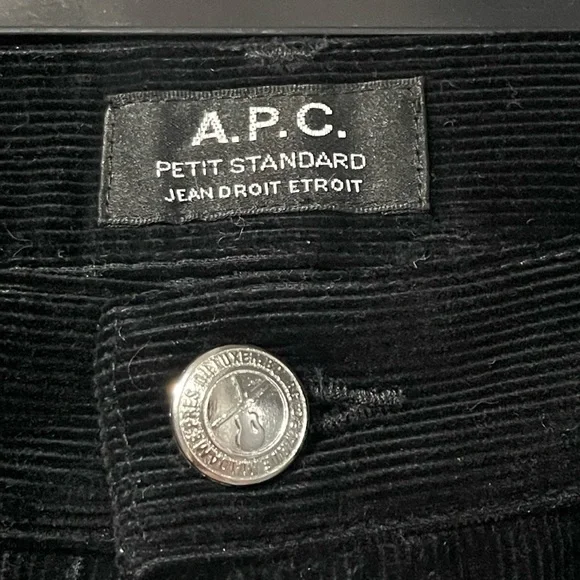 A.P.C.
PETIT STANDARD
JEAN DROIT ETROIT